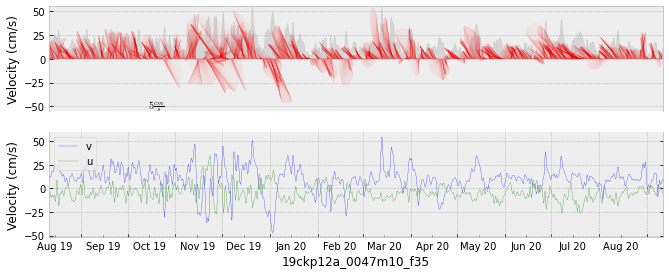 Velocity (cm/s)
50
25
0
−25
−50
5 cm/s
Velocity (cm/s)
50
25
0
−25
−50
v
u
Aug 19 Sep 19 Oct 19 Nov 19 Dec 19 Jan 20 Feb 20 Mar 20 Apr 20 May 20 Jun 20 Jul 20 Aug 20
19ckp12a_0047m10_f35